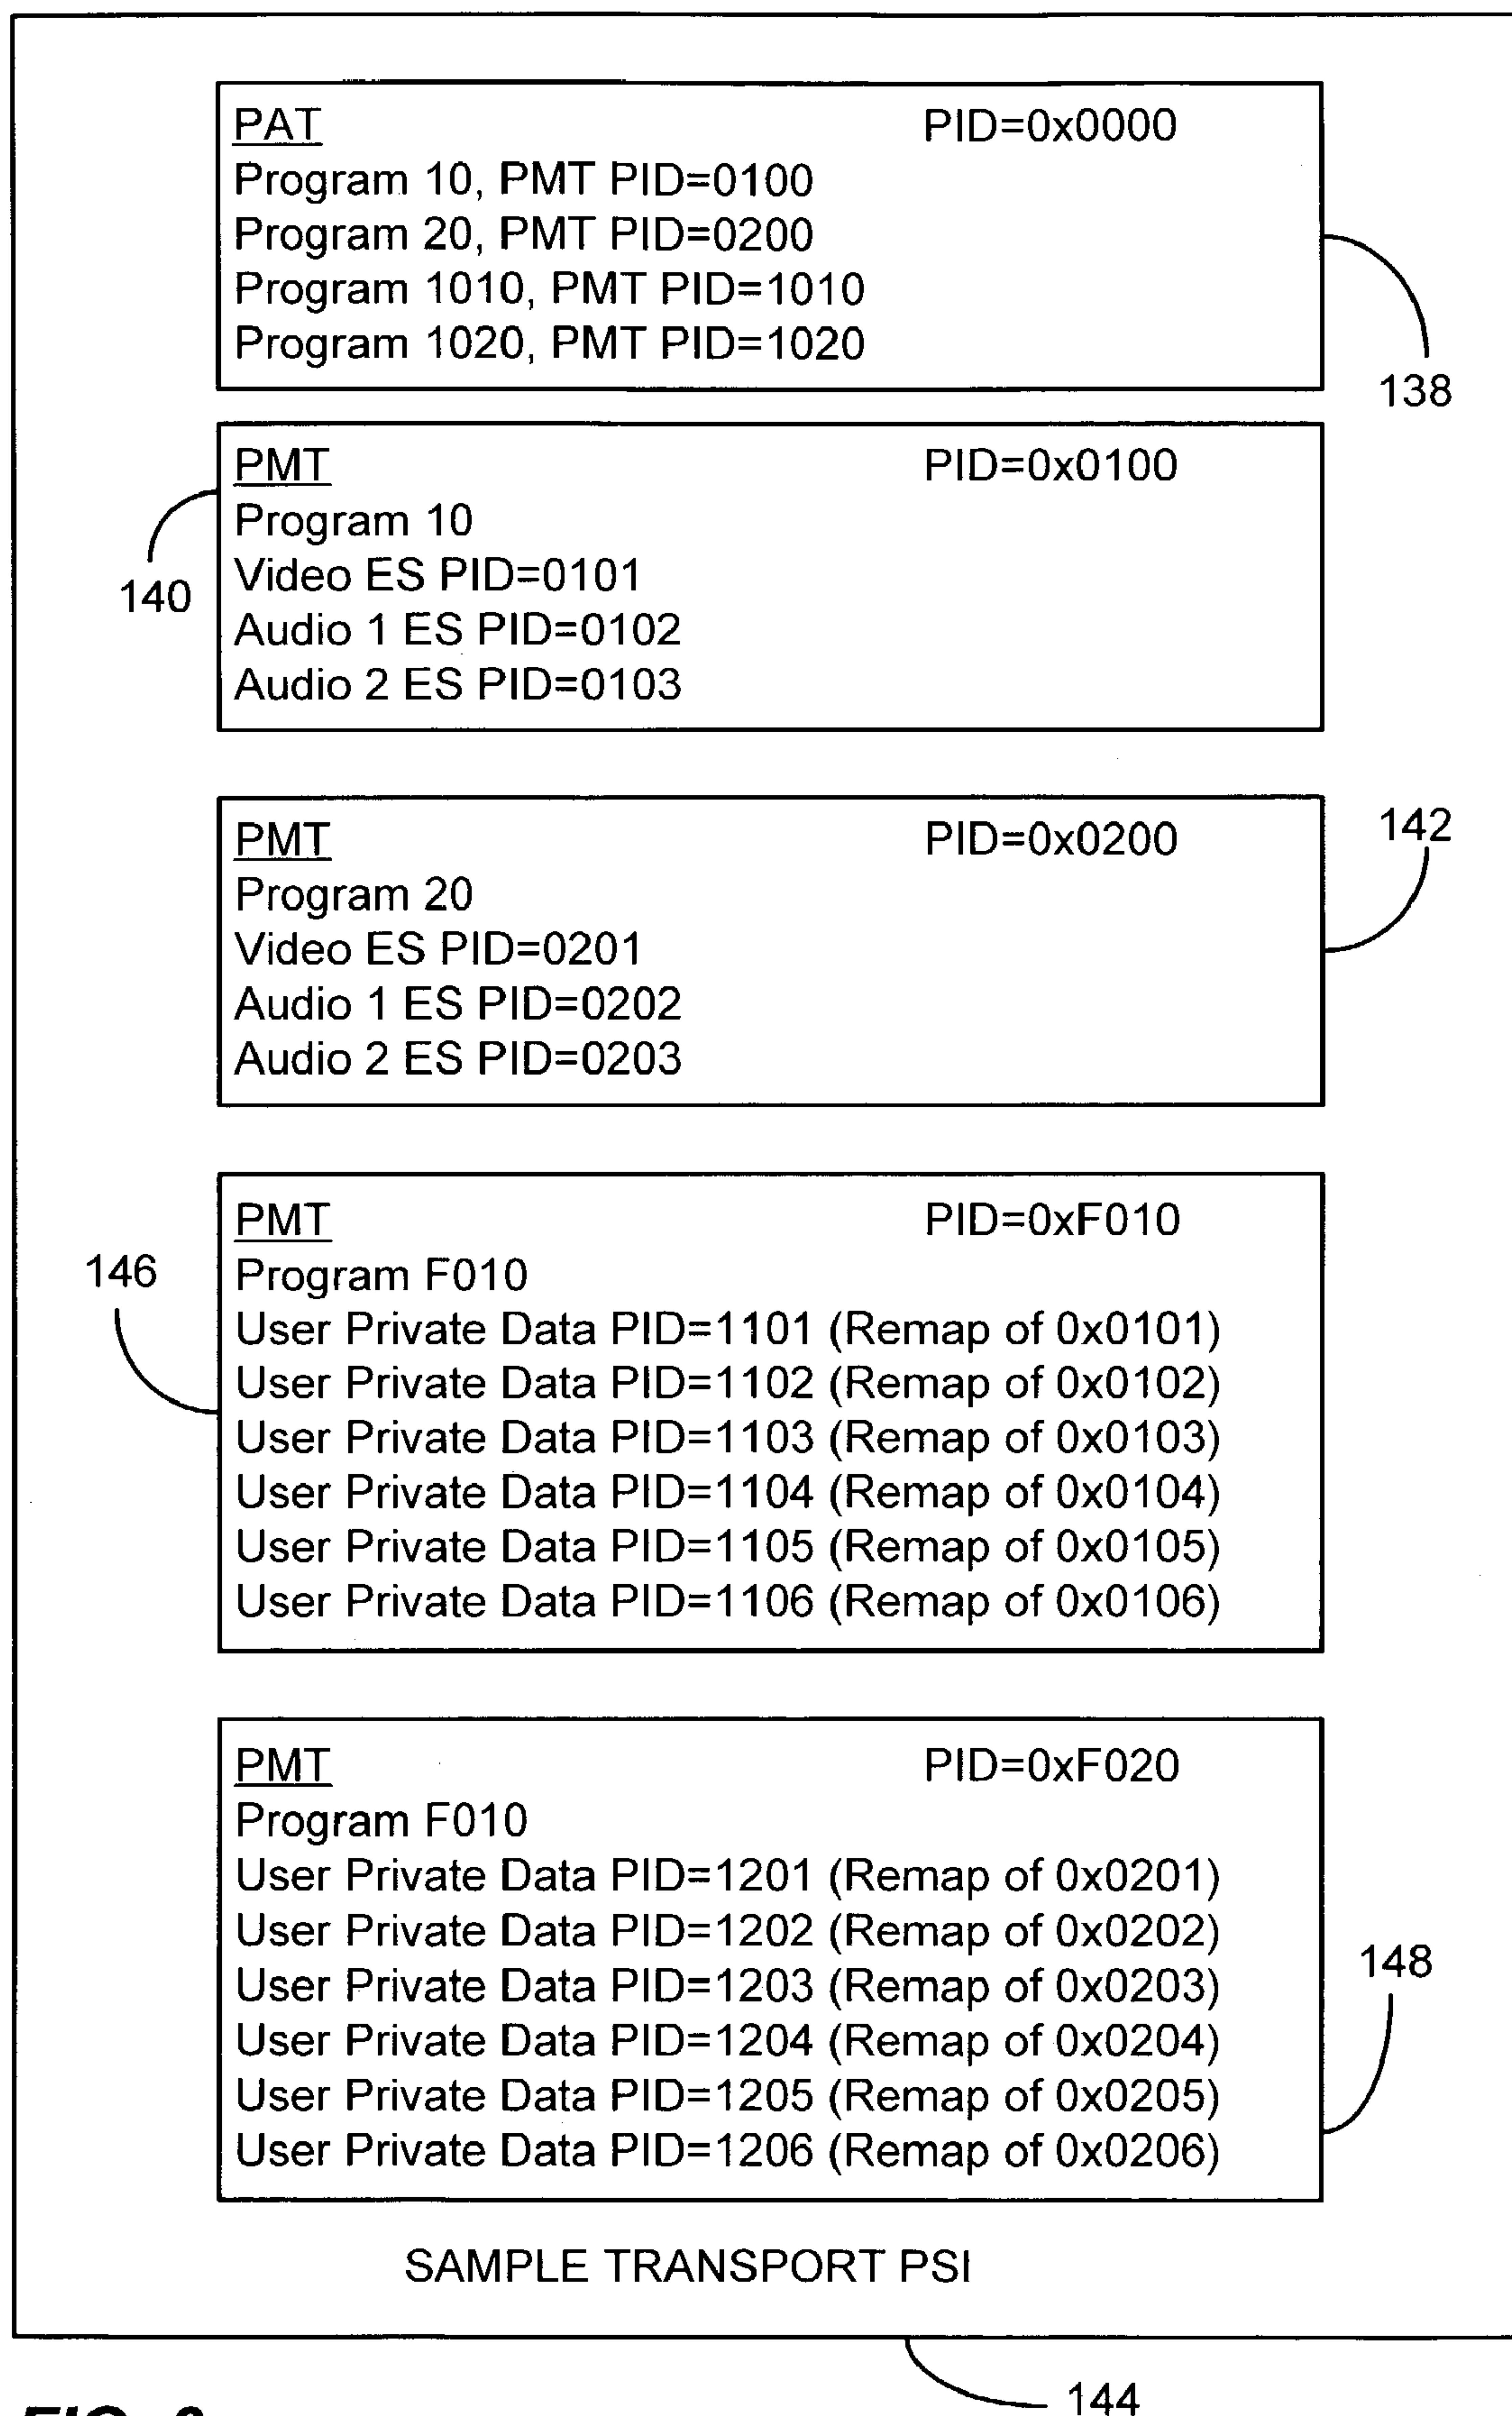 PAT PID=0x0000
Program 10, PMT PID=0100
Program 20, PMT PID=0200
Program 1010, PMT PID=1010
Program 1020, PMT PID=1020
138
PMT PID=0x0100
Program 10
Video ES PID=0101
Audio 1 ES PID=0102
Audio 2 ES PID=0103
140
PMT PID=0x0200
Program 20
Video ES PID=0201
Audio 1 ES PID=0202
Audio 2 ES PID=0203
142
PMT PID=0xF010
Program F010
User Private Data PID=1101 (Remap of 0x0101)
User Private Data PID=1102 (Remap of 0x0102)
User Private Data PID=1103 (Remap of 0x0103)
User Private Data PID=1104 (Remap of 0x0104)
User Private Data PID=1105 (Remap of 0x0105)
User Private Data PID=1106 (Remap of 0x0106)
146
PMT PID=0xF020
Program F010
User Private Data PID=1201 (Remap of 0x0201)
User Private Data PID=1202 (Remap of 0x0202)
User Private Data PID=1203 (Remap of 0x0203)
User Private Data PID=1204 (Remap of 0x0204)
User Private Data PID=1205 (Remap of 0x0205)
User Private Data PID=1206 (Remap of 0x0206)
148
SAMPLE TRANSPORT PSI
144
FIG.